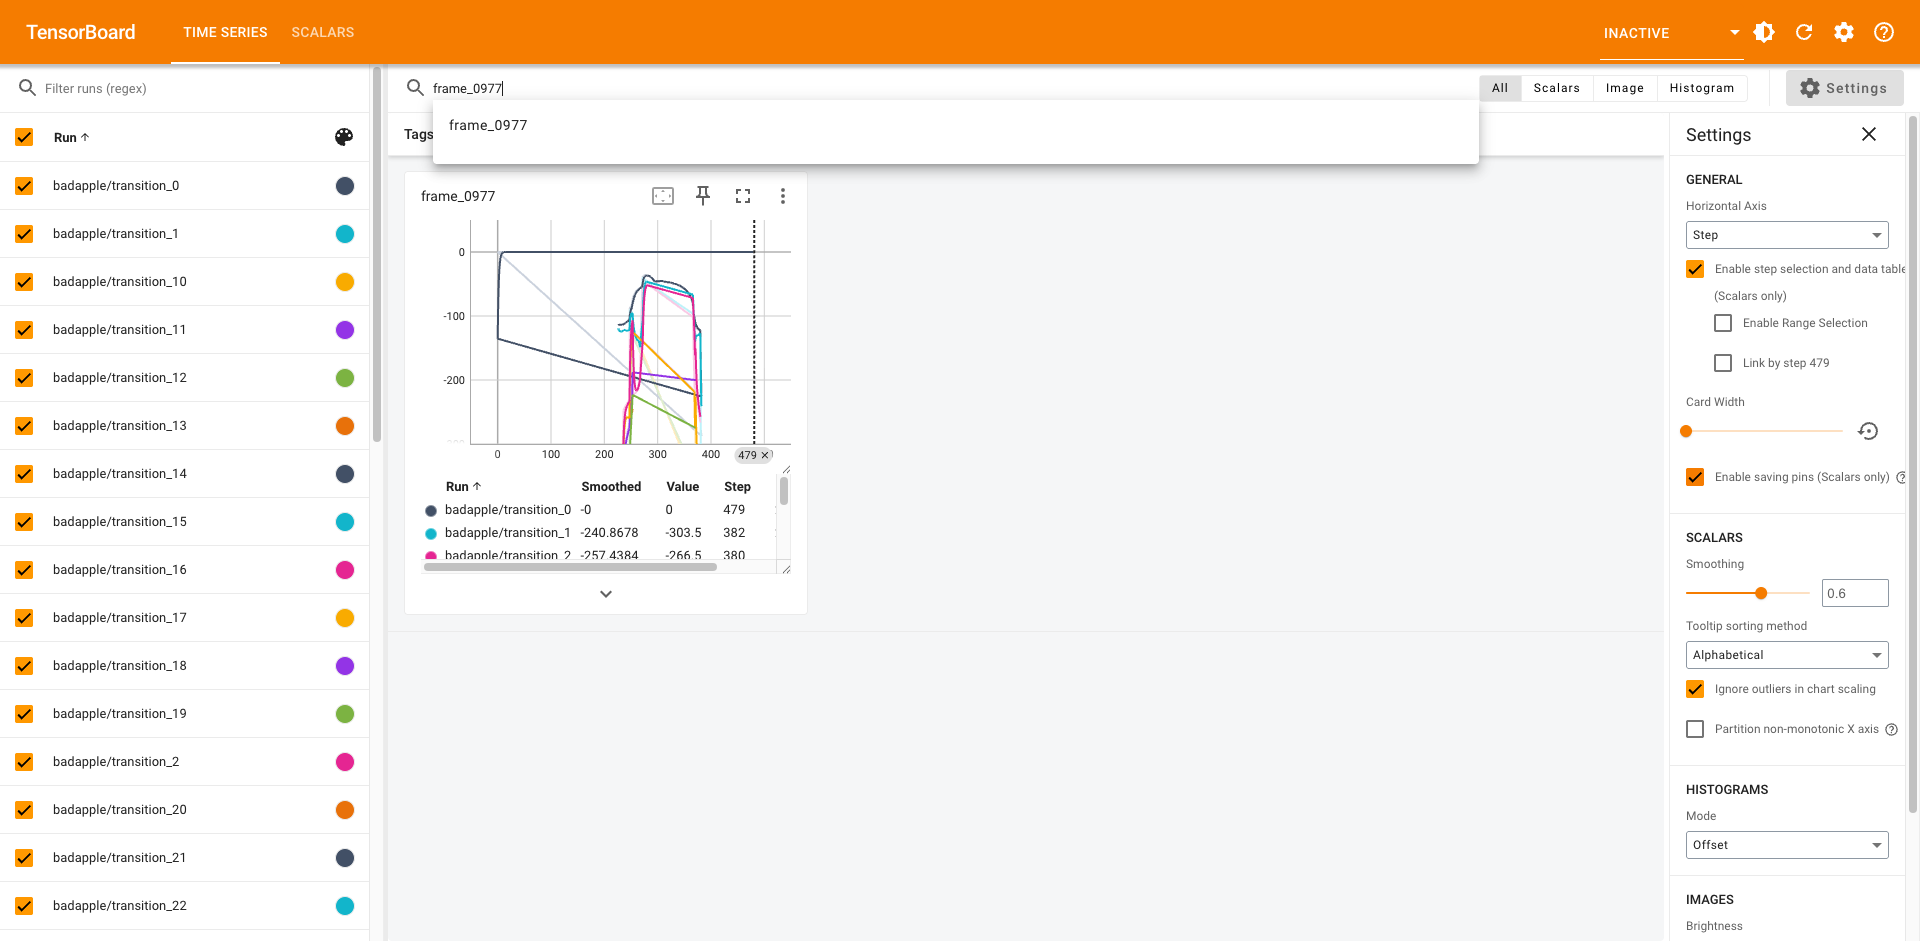 TensorBoard
TIME SERIES
SCALARS
INACTIVE
Filter runs (regex)
frame_0977
All
Scalars
Image
Histogram
Settings
frame_0977
Run
Tags
Settings
badapple/transition_0
badapple/transition_1
badapple/transition_10
badapple/transition_11
badapple/transition_12
badapple/transition_13
badapple/transition_14
badapple/transition_15
badapple/transition_16
badapple/transition_17
badapple/transition_18
badapple/transition_19
badapple/transition_2
badapple/transition_20
badapple/transition_21
badapple/transition_22
frame_0977
0
-100
-200
0 100 200 300 400 479
Run Smoothed Value Step
badapple/transition_0 -0 0 479
badapple/transition_1 -240.8678 -303.5 382
badapple/transition_2 -257.4384 -266.5 380
GENERAL
Horizontal Axis
Step
Enable step selection and data table
(Scalars only)
Enable Range Selection
Link by step 479
Card Width
Enable saving pins (Scalars only)
SCALARS
Smoothing
0.6
Tooltip sorting method
Alphabetical
Ignore outliers in chart scaling
Partition non-monotonic X axis
HISTOGRAMS
Mode
Offset
IMAGES
Brightness